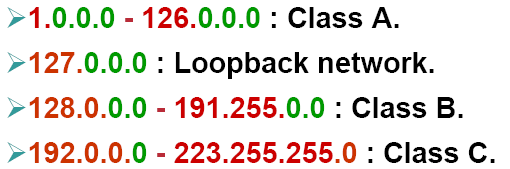 1.0.0.0 - 126.0.0.0 : Class A.
127.0.0.0 : Loopback network.
128.0.0.0 - 191.255.0.0 : Class B.
192.0.0.0 - 223.255.255.0 : Class C.